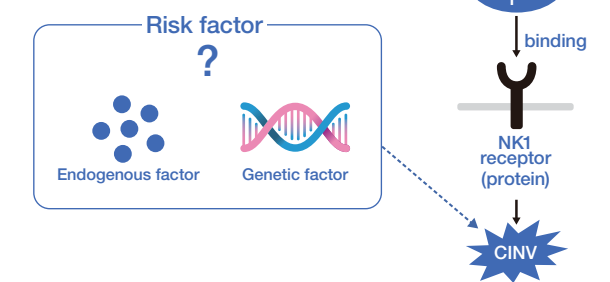 Risk factor
?
Endogenous factor
Genetic factor
binding
NK1
receptor
(protein)
CINV